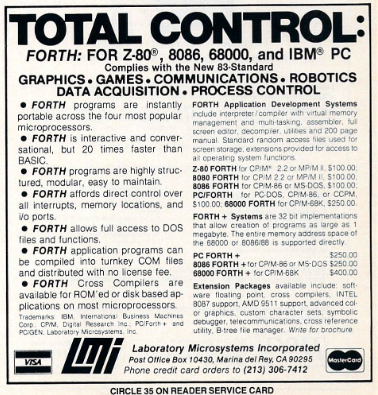 TOTAL CONTROL:
FORTH: FOR Z-80®, 8086, 68000, and IBM® PC
Complies with the New 83-Standard
GRAPHICS • GAMES • COMMUNICATIONS • ROBOTICS
DATA ACQUISITION • PROCESS CONTROL
• FORTH programs are instantly
portable across the four most popular
microprocessors.
• FORTH is interactive and conver-
sational, but 20 times faster than
BASIC.
• FORTH programs are highly struc-
tured, modular, easy to maintain.
• FORTH affords direct control over
all interrupts, memory locations, and
i/o ports.
• FORTH allows full access to DOS
files and functions.
• FORTH application programs can
be compiled into turnkey COM files
and distributed with no license fee.
• FORTH Cross Compilers are
available for ROM'ed or disk based ap-
plications on most microprocessors.
Trademarks: IBM, International Business Machines
Corp.; CP/M, Digital Research Inc.; PC/Forth+ and
PC/GEN, Laboratory Microsystems, Inc.
FORTH Application Development Systems
include interpreter/compiler with virtual memory
management and multi-tasking, assembler, full
screen editor, decompiler, utilities and 200 page
manual. Standard random access files used for
screen storage, extensions provided for access to
all operating system functions.
Z-80 FORTH for CP/M® 2.2 or MP/M II, $100.00;
8080 FORTH for CP/M 2.2 or MP/M II, $100.00;
8086 FORTH for CP/M-86 or MS-DOS, $100.00;
PC/FORTH for PC-DOS, CP/M-86, or CCPM,
$100.00; 68000 FORTH for CP/M-68K, $250.00.
FORTH + Systems are 32 bit implementations
that allow creation of programs as large as 1
megabyte. The entire memory address space of
the 68000 or 8086/88 is supported directly.
PC FORTH + $250.00
8086 FORTH + for CP/M-86 or MS-DOS $250.00
68000 FORTH + for CP/M-68K $400.00
Extension Packages available include: soft-
ware floating point, cross compilers, INTEL
8087 support, AMD 9511 support, advanced col-
or graphics, custom character sets, symbolic
debugger, telecommunications, cross reference
utility, B-tree file manager. Write for brochure.
VISA
LMI
Laboratory Microsystems Incorporated
Post Office Box 10430, Marina del Rey, CA 90295
Phone credit card orders to (213) 306-7412
MasterCard
CIRCLE 35 ON READER SERVICE CARD